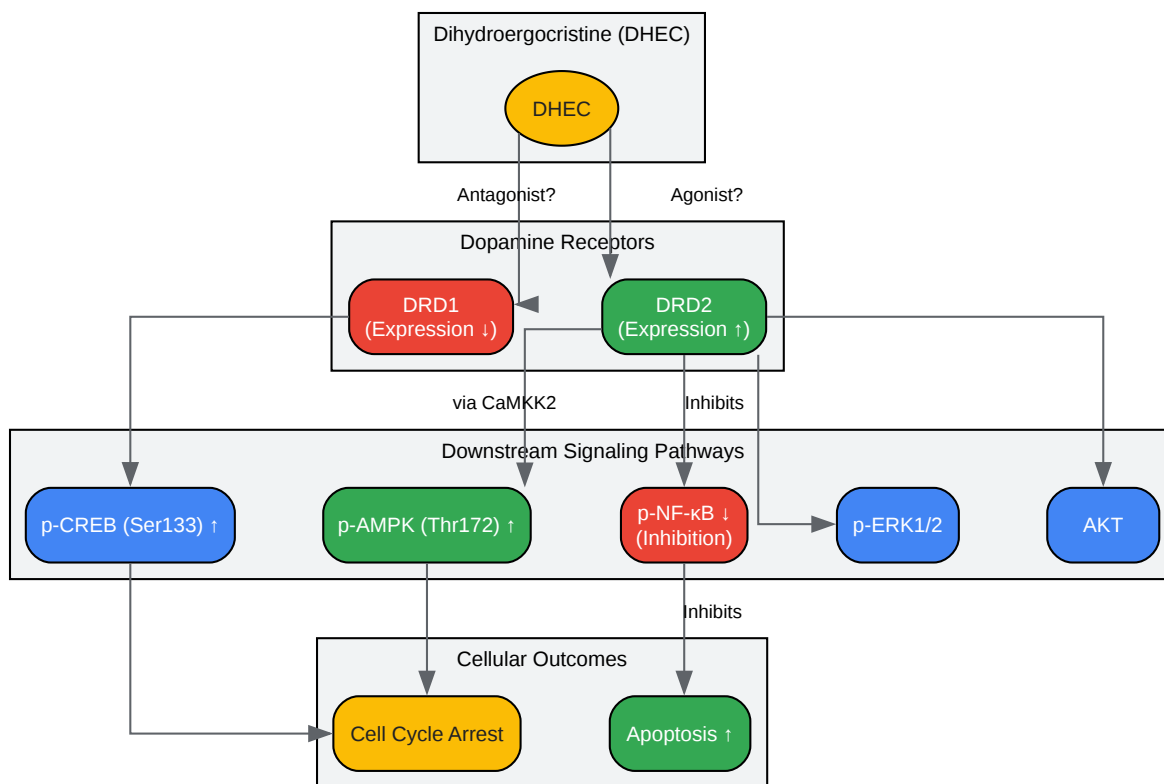 Dihydroergocristine (DHEC)
DHEC
Antagonist?
Agonist?
Dopamine Receptors
DRD1
(Expression ↓)
DRD2
(Expression ↑)
via CaMKK2
Inhibits
Downstream Signaling Pathways
p-CREB (Ser133) ↑
p-AMPK (Thr172) ↑
p-NF-κB ↓
(Inhibition)
p-ERK1/2
AKT
Inhibits
Cellular Outcomes
Cell Cycle Arrest
Apoptosis ↑